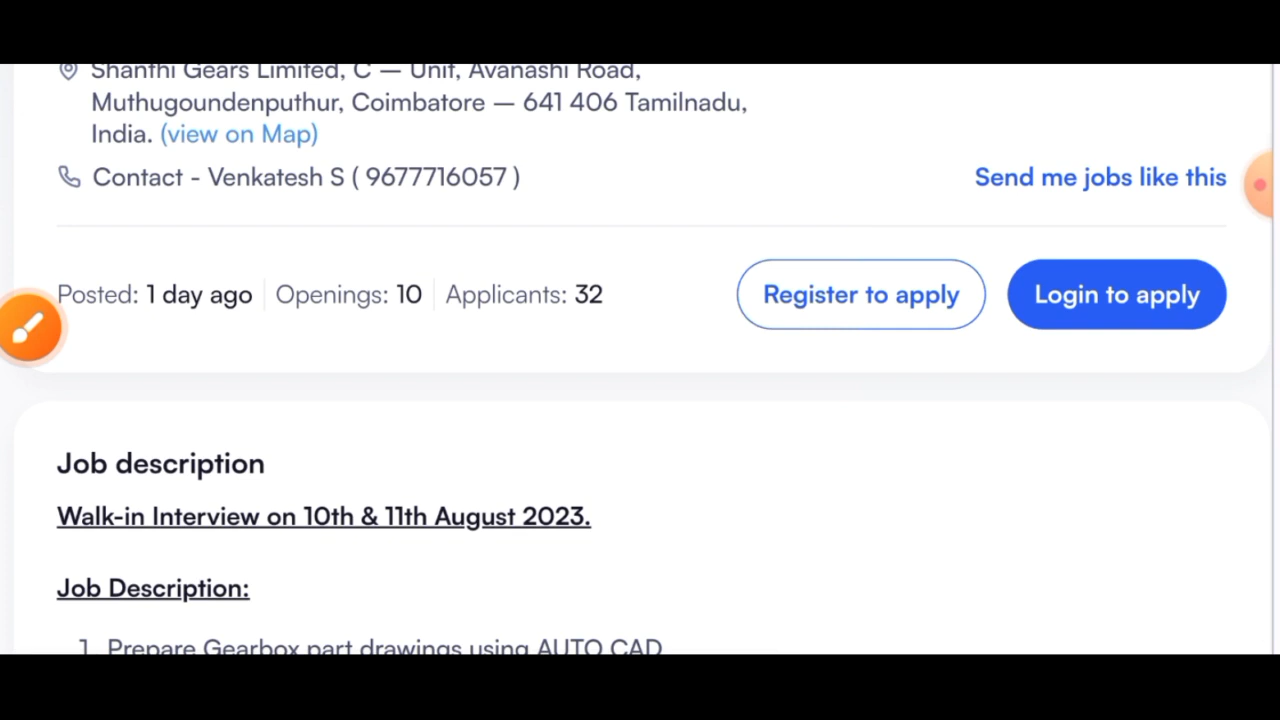 Shanthi Gears Limited, C — Unit, Avanashi Road,
Muthugoundenputhur, Coimbatore — 641 406 Tamilnadu,
India. (view on Map)
Contact - Venkatesh S ( 9677716057 )
Send me jobs like this
Posted: 1 day ago
Openings: 10
Applicants: 32
Register to apply
Login to apply
Job description
Walk-in Interview on 10th & 11th August 2023.
Job Description:
1. Prepare Gearbox part drawings using AUTO CAD